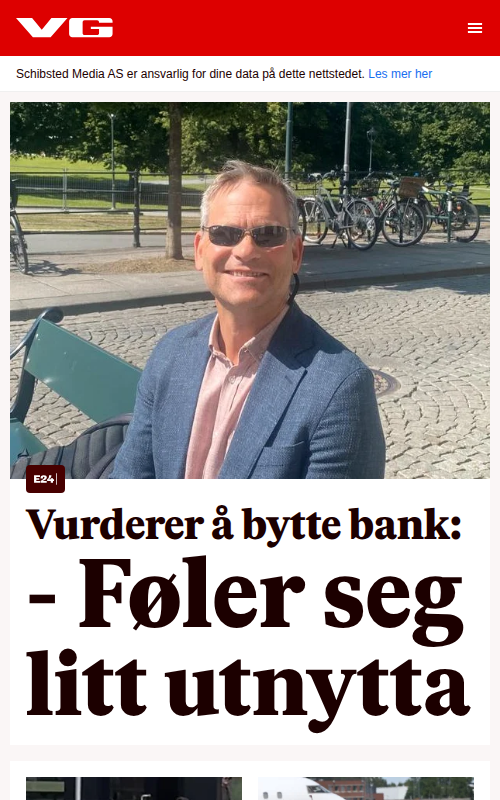 VG
Schibsted Media AS er ansvarlig for dine data på dette nettstedet. Les mer her
E24
Vurderer å bytte bank:
- Føler seg
litt utnytta